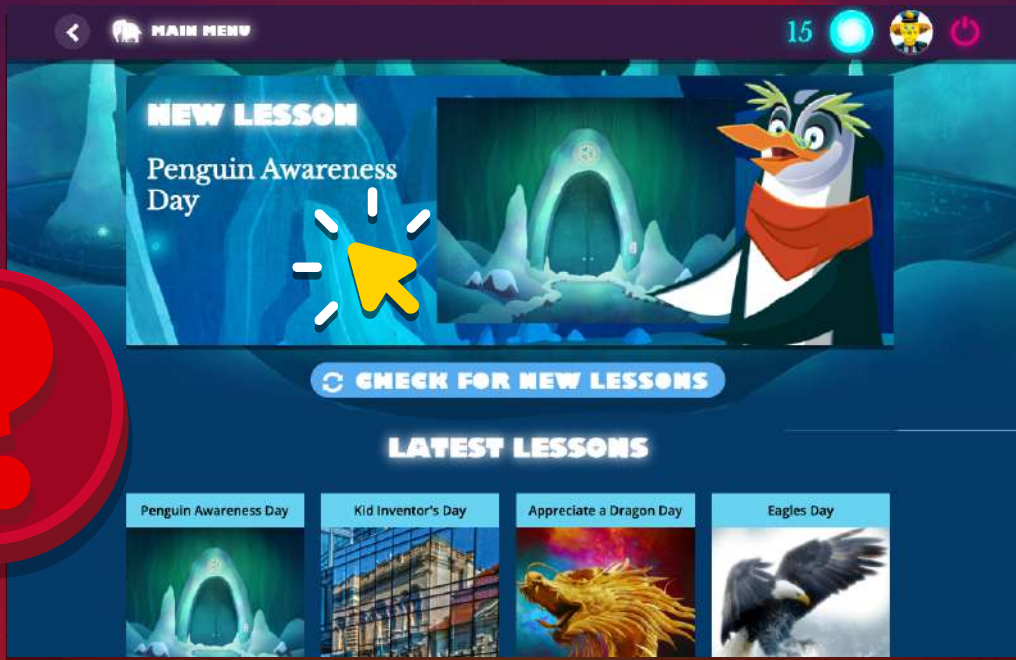 MAIN MENU
15
NEW LESSON
Penguin Awareness
Day
CHECK FOR NEW LESSONS
LATEST LESSONS
Penguin Awareness Day
Kid Inventor's Day
Appreciate a Dragon Day
Eagles Day